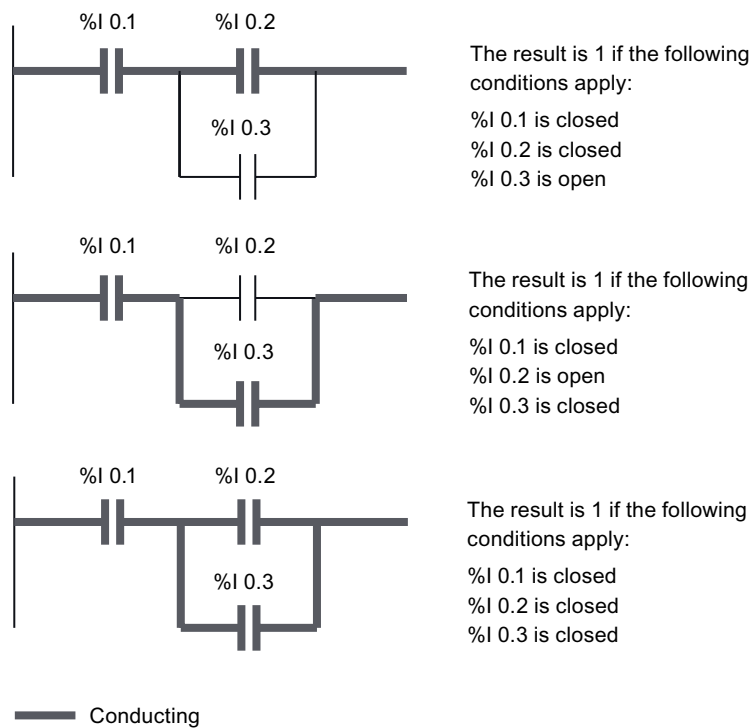 %I 0.1 %I 0.2
%I 0.3
The result is 1 if the following
conditions apply:
%I 0.1 is closed
%I 0.2 is closed
%I 0.3 is open
%I 0.1 %I 0.2
%I 0.3
The result is 1 if the following
conditions apply:
%I 0.1 is closed
%I 0.2 is open
%I 0.3 is closed
%I 0.1 %I 0.2
%I 0.3
The result is 1 if the following
conditions apply:
%I 0.1 is closed
%I 0.2 is closed
%I 0.3 is closed
Conducting